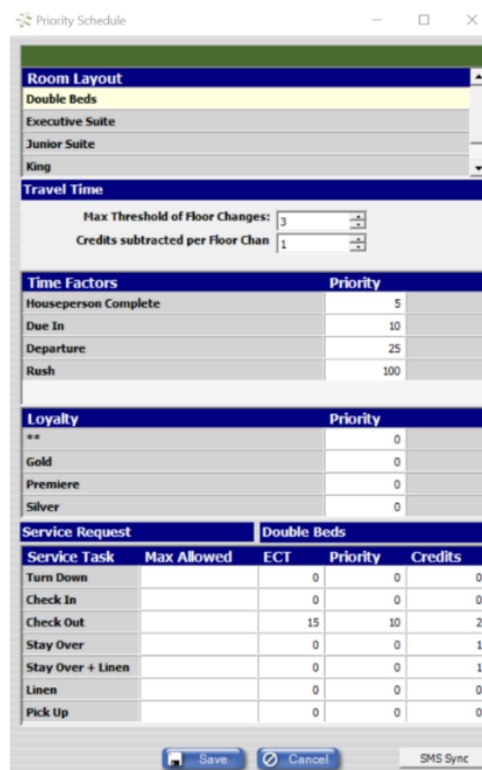 Priority Schedule
Room Layout
Double Beds
Executive Suite
Junior Suite
King
Travel Time
Max Threshold of Floor Changes: 3
Credits subtracted per Floor Chan 1
Time Factors Priority
Houseperson Complete 5
Due In 10
Departure 25
Rush 100
Loyalty Priority
** 0
Gold 0
Premiere 0
Silver 0
Service Request Double Beds
Service Task Max Allowed ECT Priority Credits
Turn Down 0 0 0
Check In 0 0 0
Check Out 15 10 2
Stay Over 0 0 1
Stay Over + Linen 0 0 1
Linen 0 0 0
Pick Up 0 0 0
Save Cancel SMS Sync